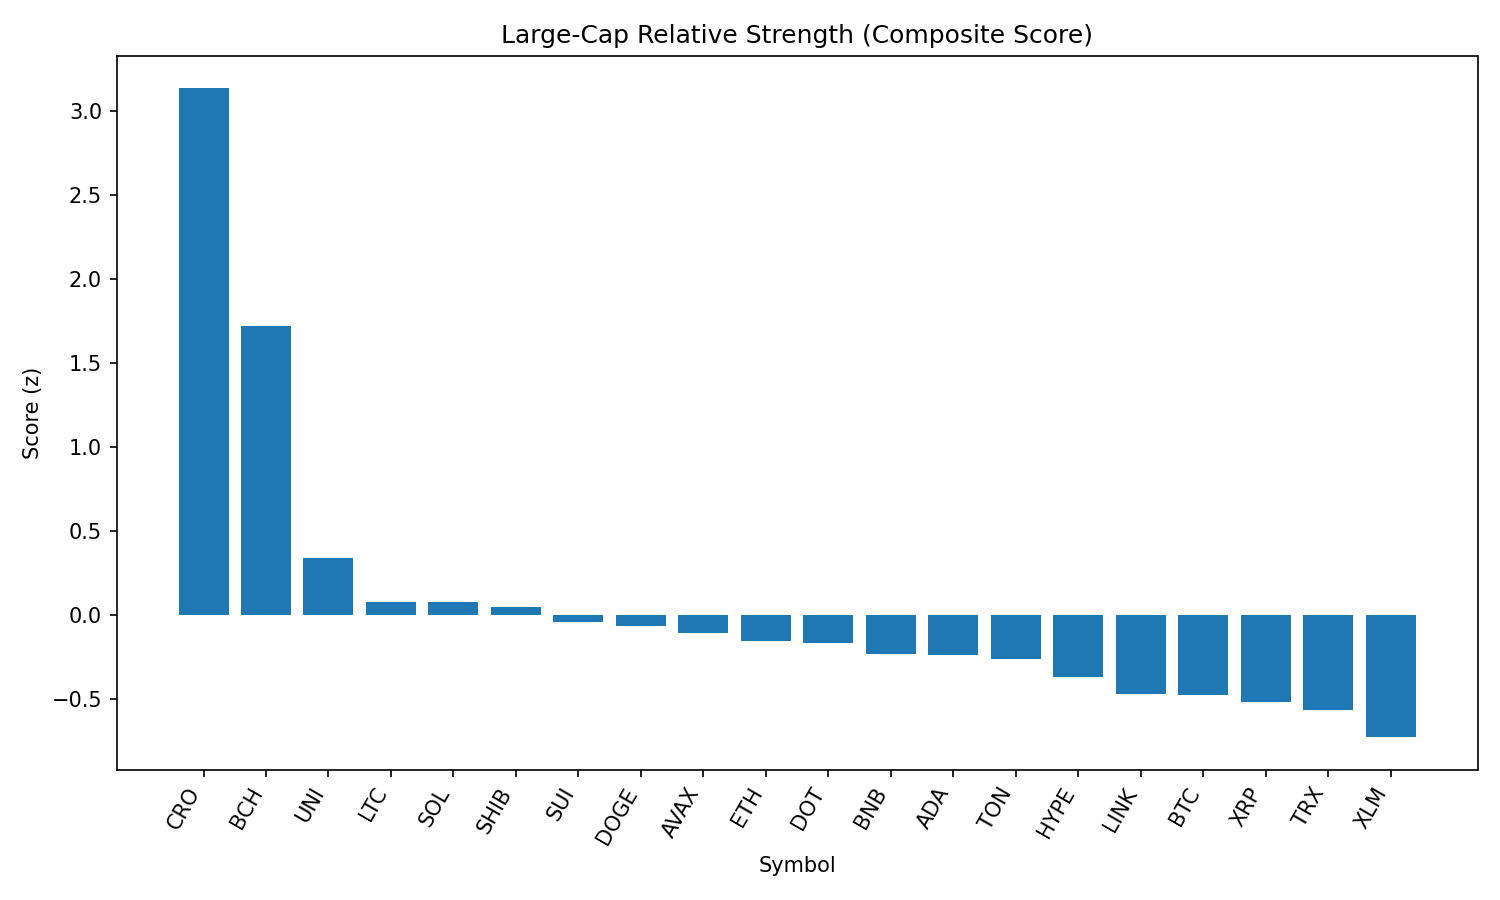 Large-Cap Relative Strength (Composite Score)
Score (z)
3.0
2.5
2.0
1.5
1.0
0.5
0.0
−0.5
CRO
BCH
UNI
LTC
SOL
SHIB
SUI
DOGE
AVAX
ETH
DOT
BNB
ADA
TON
HYPE
LINK
BTC
XRP
TRX
XLM
Symbol